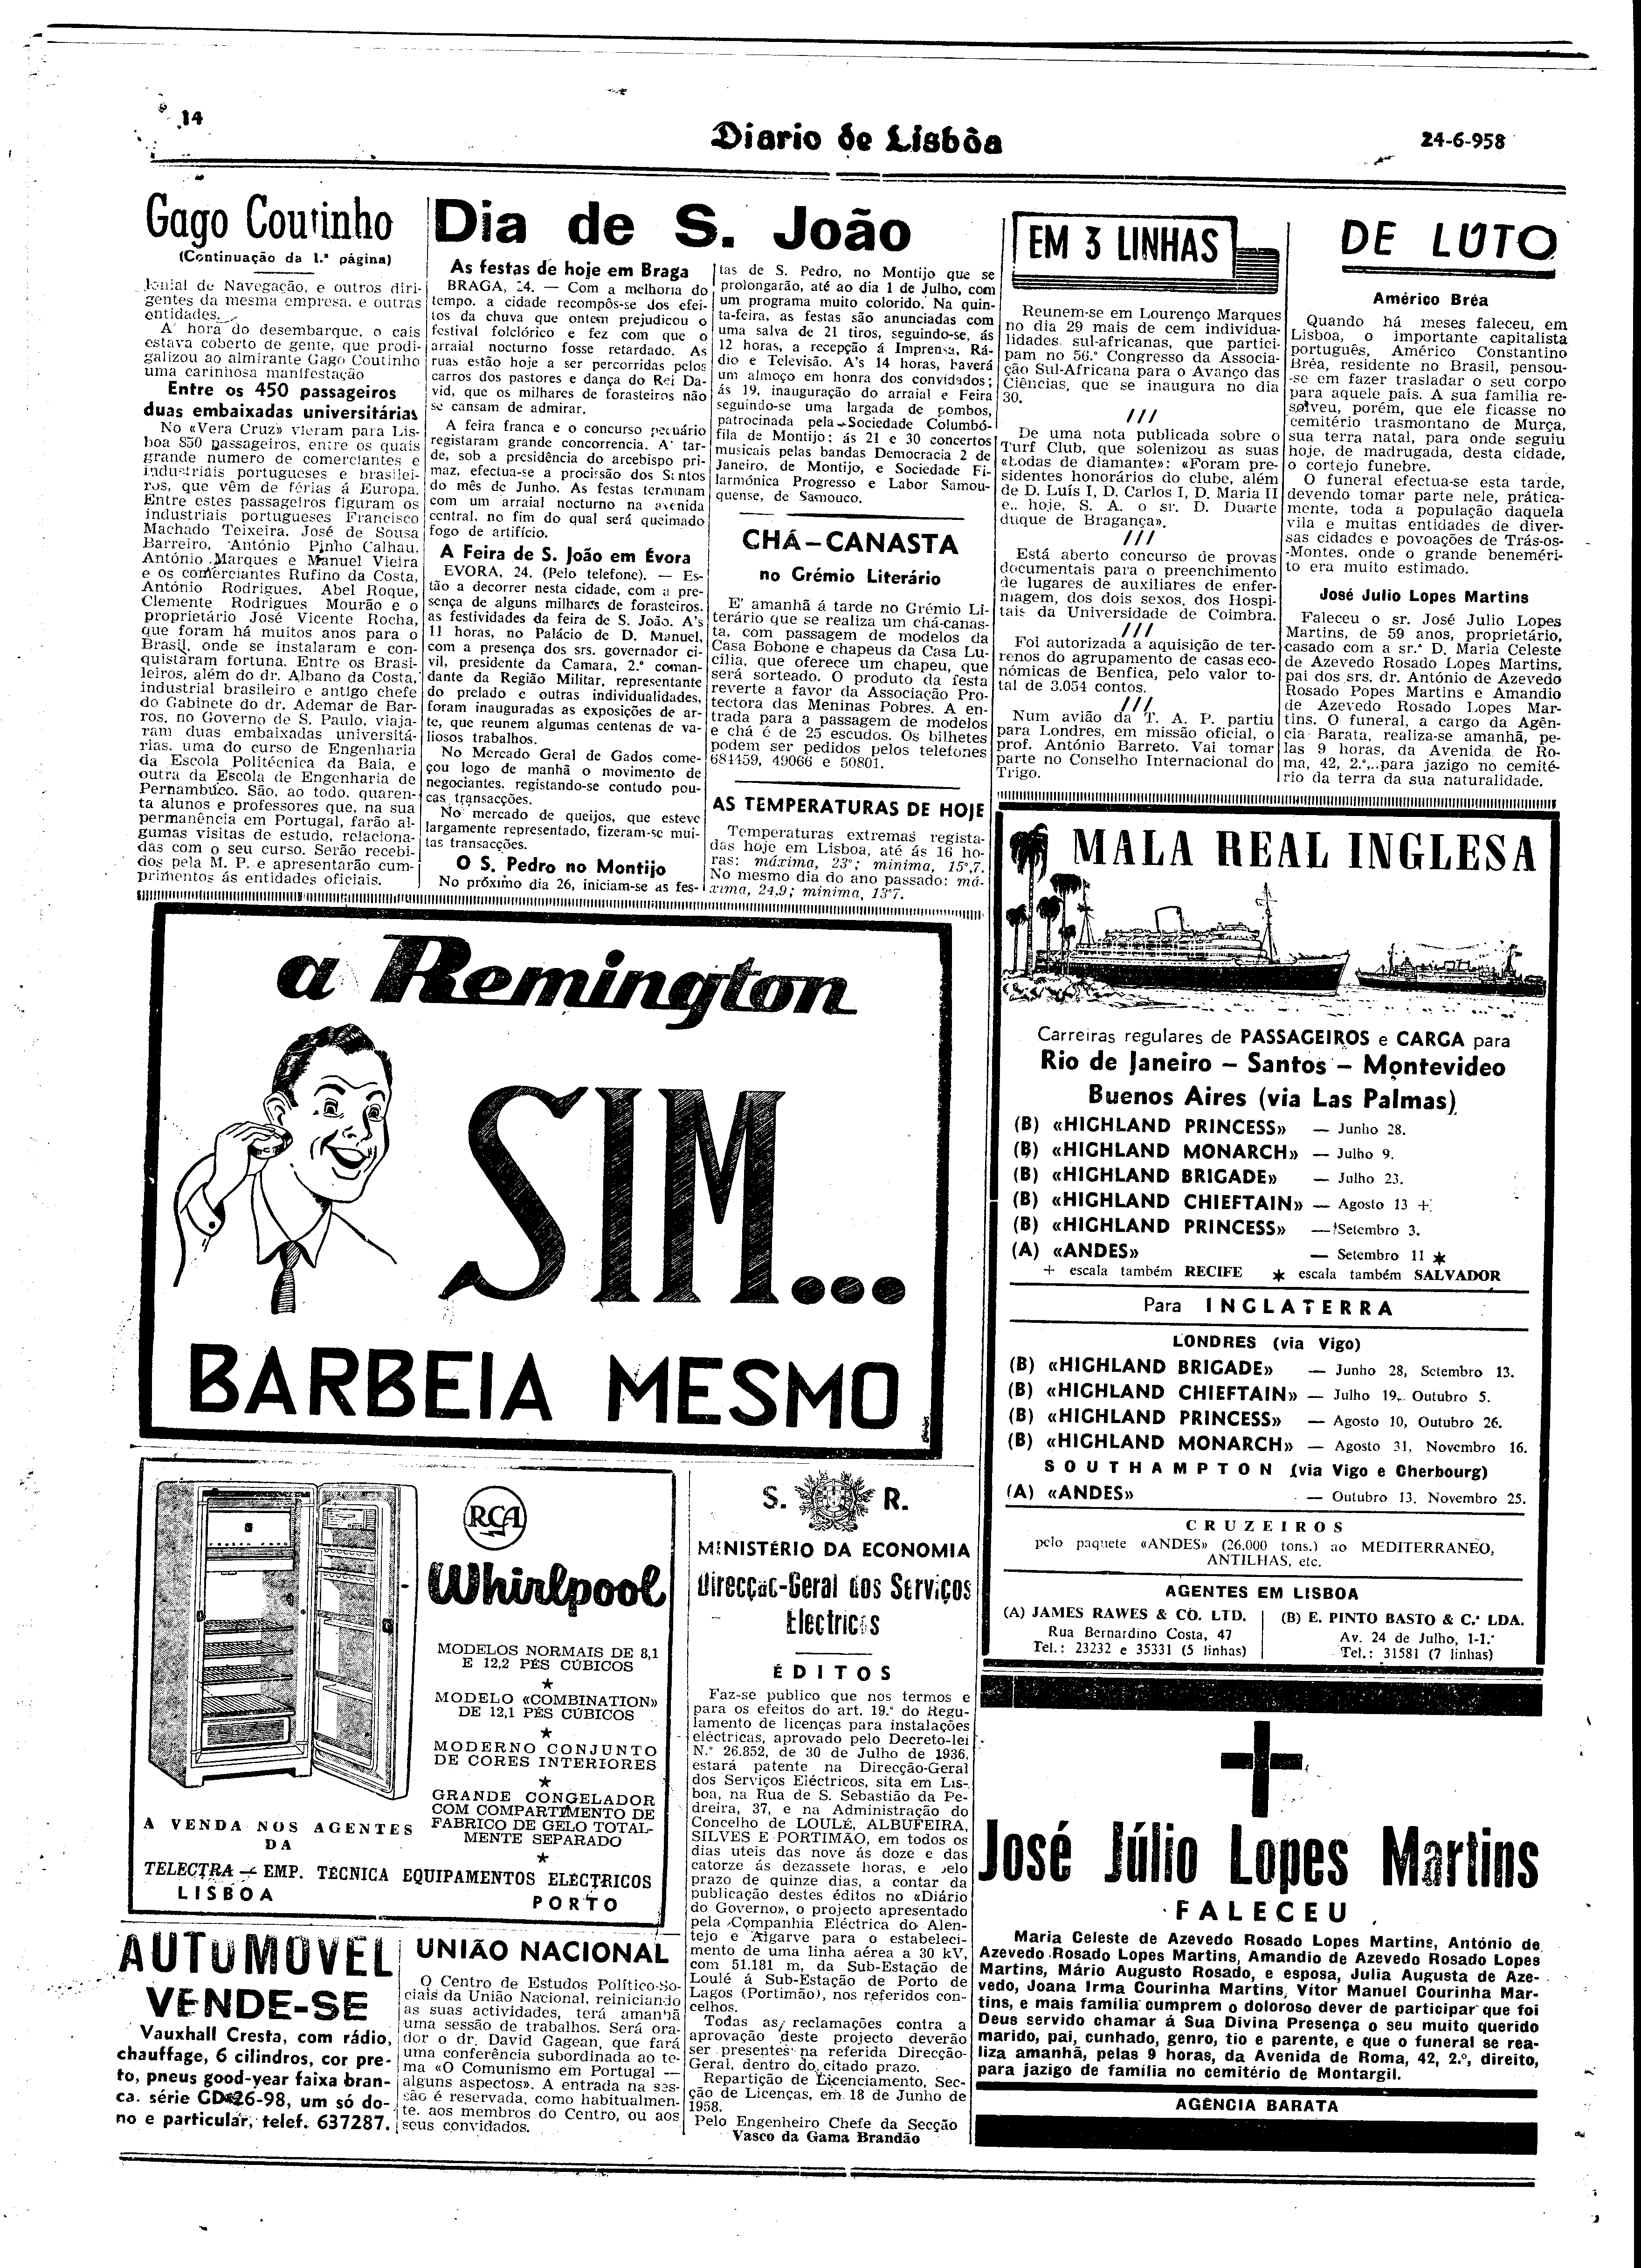 14
Diario de Lisbôa
24-6-958
Gago Coutinho
(Continuação da 1.ª página)
lonial de Navegação, e outros diri-
gentes da mesma empresa, e outras
entidades.
A' hora do desembarque, o cais
estava coberto de gente, que prodi-
galizou ao almirante Gago Coutinho
uma carinhosa manifestação
Entre os 450 passageiros
duas embaixadas universitárias
No «Vera Cruz» vieram para Lis-
boa 850 passageiros, entre os quais
grande numero de comerciantes e
industriais portugueses e brasilei-
ros, que vêm de férias á Europa.
Entre estes passageiros figuram os
industriais portugueses Francisco
Machado Teixeira, José de Sousa
Barreiro, António Pinho Calhau,
António Marques e Manuel Vieira
e os comerciantes Rufino da Costa,
António Rodrigues, Abel Roque,
Clemente Rodrigues Mourão e o
proprietário José Vicente Rocha,
que foram há muitos anos para o
Brasil, onde se instalaram e con-
quistaram fortuna. Entre os Brasi-
leiros, além do dr. Albano da Costa,
industrial brasileiro e antigo chefe
do Gabinete do dr. Ademar de Bar-
ros, no Governo de S. Paulo, viaja-
ram duas embaixadas universitá-
rias, uma do curso de Engenharia
da Escola Politécnica da Baía, e
outra da Escola de Engenharia de
Pernambuco. São, ao todo, quaren-
ta alunos e professores que, na sua
permanência em Portugal, farão al-
gumas visitas de estudo, relaciona-
das com o seu curso. Serão recebi-
dos pela M. P. e apresentarão cum-
primentos ás entidades oficiais.
Dia de S. João
As festas de hoje em Braga
BRAGA, 24. — Com a melhoria do
tempo, a cidade recompôs-se dos efei-
tos da chuva que ontem prejudicou o
festival folclórico e fez com que o
arraial nocturno fosse retardado. As
ruas estão hoje a ser percorridas pelos
carros dos pastores e dança do Rei Da-
vid, que os milhares de forasteiros não
se cansam de admirar.
A feira franca e o concurso pecuário
registaram grande concorrencia. A' tar-
de, sob a presidência do arcebispo pri-
maz, efectua-se a procissão dos Santos
do mês de Junho. As festas terminam
com um arraial nocturno na avenida
central, no fim do qual será queimado
fogo de artifício.
A Feira de S. João em Évora
EVORA, 24. (Pelo telefone). — Es-
tão a decorrer nesta cidade, com a pre-
sença de alguns milhares de forasteiros,
as festividades da feira de S. João. A's
11 horas, no Palácio de D. Manuel,
com a presença dos srs. governador ci-
vil, presidente da Camara, 2.º coman-
dante da Região Militar, representante
do prelado e outras individualidades,
foram inauguradas as exposições de ar-
te, que reunem algumas centenas de va-
liosos trabalhos.
No Mercado Geral de Gados come-
çou logo de manhã o movimento de
negociantes, registando-se contudo pou-
cas transacções.
No mercado de queijos, que esteve
largamente representado, fizeram-se mui-
tas transacções.
O S. Pedro no Montijo
No próximo dia 26, iniciam-se as fes-
tas de S. Pedro, no Montijo que se
prolongarão, até ao dia 1 de Julho, com
um programa muito colorido. Na quin-
ta-feira, as festas são anunciadas com
uma salva de 21 tiros, seguindo-se, ás
12 horas, a recepção á Imprensa, Rá-
dio e Televisão. A's 14 horas, haverá
um almoço em honra dos convidados;
ás 19, inauguração do arraial e Feira
seguindo-se uma largada de pombos,
patrocinada pela Sociedade Columbó-
fila de Montijo; ás 21 e 30 concertos
musicais pelas bandas Democracia 2 de
Janeiro, de Montijo, e Sociedade Fi-
larmónica Progresso e Labor Samou-
quense, de Samouco.
CHÁ-CANASTA
no Grémio Literário
E' amanhã á tarde no Grémio Li-
terário que se realiza um chá-canas-
ta, com passagem de modelos da
Casa Bobone e chapeus da Casa Lu-
cília, que oferece um chapeu, que
será sorteado. O produto da festa
reverte a favor da Associação Pro-
tectora das Meninas Pobres. A en-
trada para a passagem de modelos
e chá é de 25 escudos. Os bilhetes
podem ser pedidos pelos telefones
684459, 49066 e 50801.
AS TEMPERATURAS DE HOJE
Temperaturas extremas regista-
das hoje em Lisboa, até ás 16 ho-
ras: máxima, 23º; mínima, 15º,7.
No mesmo dia do ano passado: má-
xima, 24,9; mínima, 13º7.
EM 3 LINHAS
Reunem-se em Lourenço Marques
no dia 29 mais de cem individua-
lidades sul-africanas, que partici-
pam no 56.º Congresso da Associa-
ção Sul-Africana para o Avanço das
Ciências, que se inaugura no dia
30.
///
De uma nota publicada sobre o
Turf Club, que solenizou as suas
«bodas de diamante»: «Foram pre-
sidentes honorários do clube, além
de D. Luís I, D. Carlos I, D. Maria II
e, hoje, S. A. o sr. D. Duarte
duque de Bragança».
///
Está aberto concurso de provas
documentais para o preenchimento
de lugares de auxiliares de enfer-
magem, dos dois sexos, dos Hospi-
tais da Universidade de Coimbra.
///
Foi autorizada a aquisição de ter-
renos do agrupamento de casas eco-
nómicas de Benfica, pelo valor to-
tal de 3.054 contos.
///
Num avião da T. A. P. partiu
para Londres, em missão oficial, o
prof. António Barreto. Vai tomar
parte no Conselho Internacional do
Trigo.
DE LUTO
Américo Bréa
Quando há meses faleceu, em
Lisboa, o importante capitalista
português, Américo Constantino
Bréa, residente no Brasil, pensou-
-se em fazer trasladar o seu corpo
para aquele país. A sua família re-
solveu, porém, que ele ficasse no
cemitério trasmontano de Murça,
sua terra natal, para onde seguiu
hoje, de madrugada, desta cidade,
o cortejo funebre.
O funeral efectua-se esta tarde,
devendo tomar parte nele, prática-
mente, toda a população daquela
vila e muitas entidades de diver-
sas cidades e povoações de Trás-os-
-Montes, onde o grande beneméri-
to era muito estimado.
José Julio Lopes Martins
Faleceu o sr. José Julio Lopes
Martins, de 59 anos, proprietário,
casado com a sr.ª D. Maria Celeste
de Azevedo Rosado Lopes Martins,
pai dos srs. dr. António de Azevedo
Rosado Popes Martins e Amandio
de Azevedo Rosado Lopes Mar-
tins. O funeral, a cargo da Agên-
cia Barata, realiza-se amanhã, pe-
las 9 horas, da Avenida de Ro-
ma, 42, 2.º, para jazigo no cemité-
rio da terra da sua naturalidade.
a Remington
SIM...
BARBEIA MESMO
MALA REAL INGLESA
Carreiras regulares de PASSAGEIROS e CARGA para
Rio de Janeiro – Santos – Montevideo
Buenos Aires (via Las Palmas)
(B) «HIGHLAND PRINCESS» — Junho 28.
(B) «HIGHLAND MONARCH» — Julho 9.
(B) «HIGHLAND BRIGADE» — Julho 23.
(B) «HIGHLAND CHIEFTAIN» — Agosto 13 +
(B) «HIGHLAND PRINCESS» — Setembro 3.
(A) «ANDES» — Setembro 11 ★
+ escala também RECIFE ★ escala também SALVADOR
Para INGLATERRA
LONDRES (via Vigo)
(B) «HIGHLAND BRIGADE» — Junho 28, Setembro 13.
(B) «HIGHLAND CHIEFTAIN» — Julho 19, Outubro 5.
(B) «HIGHLAND PRINCESS» — Agosto 10, Outubro 26.
(B) «HIGHLAND MONARCH» — Agosto 31, Novembro 16.
SOUTHAMPTON (via Vigo e Cherbourg)
(A) «ANDES» — Outubro 13, Novembro 25.
CRUZEIROS
pelo paquete «ANDES» (26.000 tons.) ao MEDITERRANEO,
ANTILHAS, etc.
AGENTES EM LISBOA
(A) JAMES RAWES & CO. LTD.
Rua Bernardino Costa, 47
Tel.: 23232 e 35331 (5 linhas)
(B) E. PINTO BASTO & C.ª LDA.
Av. 24 de Julho, 1-1.º
Tel.: 31581 (7 linhas)
RCA
Whirlpool
MODELOS NORMAIS DE 8,1
E 12,2 PÉS CÚBICOS
★
MODELO «COMBINATION»
DE 12,1 PÉS CÚBICOS
★
MODERNO CONJUNTO
DE CORES INTERIORES
★
GRANDE CONGELADOR
COM COMPARTIMENTO DE
FABRICO DE GELO TOTAL-
MENTE SEPARADO
★
A VENDA NOS AGENTES
DA
TELECTRA — EMP. TÉCNICA EQUIPAMENTOS ELÉCTRICOS
LISBOA PORTO
S. R.
MINISTÉRIO DA ECONOMIA
Direcção-Geral dos Serviços
Electricos
ÉDITOS
Faz-se publico que nos termos e
para os efeitos do art. 19.º do Regu-
lamento de licenças para instalações
eléctricas, aprovado pelo Decreto-lei
N.º 26.852, de 30 de Julho de 1936,
estará patente na Direcção-Geral
dos Serviços Eléctricos, sita em Lis-
boa, na Rua de S. Sebastião da Pe-
dreira, 37, e na Administração do
Concelho de LOULÉ, ALBUFEIRA,
SILVES E PORTIMÃO, em todos os
dias uteis das nove ás doze e das
catorze ás dezassete horas, e pelo
prazo de quinze dias, a contar da
publicação destes éditos no «Diário
do Governo», o projecto apresentado
pela Companhia Eléctrica do Alen-
tejo e Algarve para o estabeleci-
mento de uma linha aérea a 30 kV,
com 51.181 m, da Sub-Estação de
Loulé á Sub-Estação de Porto de
Lagos (Portimão), nos referidos con-
celhos.
Todas as reclamações contra a
aprovação deste projecto deverão
ser presentes na referida Direcção-
Geral, dentro do citado prazo.
Repartição de Licenciamento, Sec-
ção de Licenças, em 18 de Junho de
1958.
Pelo Engenheiro Chefe da Secção
Vasco da Gama Brandão
AUTOMOVEL
VENDE-SE
Vauxhall Cresta, com rádio,
chauffage, 6 cilindros, cor pre-
to, pneus good-year faixa bran-
ca. série GD-26-98, um só do-
no e particular, telef. 637287.
UNIÃO NACIONAL
O Centro de Estudos Político-So-
ciais da União Nacional, reiniciando
as suas actividades, terá amanhã
uma sessão de trabalhos. Será ora-
dor o dr. David Gagean, que fará
uma conferência subordinada ao te-
ma «O Comunismo em Portugal —
alguns aspectos». A entrada na ses-
são é reservada, como habitualmen-
te, aos membros do Centro, ou aos
seus convidados.
José Júlio Lopes Martins
FALECEU
Maria Celeste de Azevedo Rosado Lopes Martins, António de
Azevedo Rosado Lopes Martins, Amandio de Azevedo Rosado Lopes
Martins, Mário Augusto Rosado, e esposa, Julia Augusta de Aze-
vedo, Joana Irma Courinha Martins, Vítor Manuel Courinha Mar-
tins, e mais família cumprem o doloroso dever de participar que foi
Deus servido chamar á Sua Divina Presença o seu muito querido
marido, pai, cunhado, genro, tio e parente, e que o funeral se rea-
liza amanhã, pelas 9 horas, da Avenida de Roma, 42, 2.º, direito,
para jazigo de família no cemitério de Montargil.
AGÊNCIA BARATA